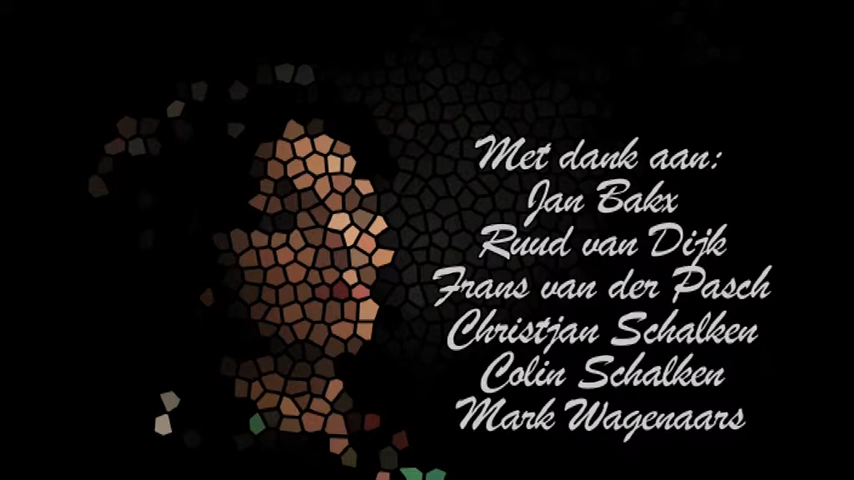 Met dank aan:
Jan Bakx
Ruud van Dijk
Frans van der Pasch
Christjan Schalken
Colin Schalken
Mark Wagenaars